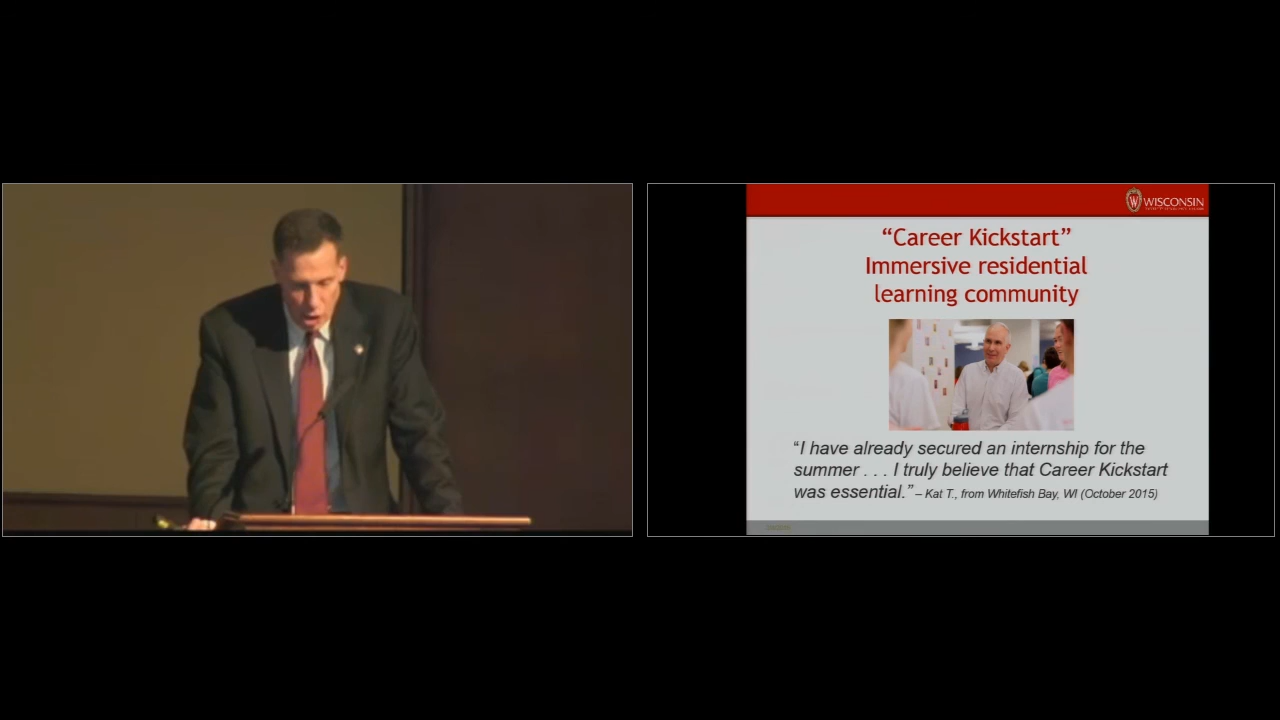 WISCONSIN
“Career Kickstart”
Immersive residential
learning community
“I have already secured an internship for the
summer . . . I truly believe that Career Kickstart
was essential.” – Kat T., from Whitefish Bay, WI (October 2015)